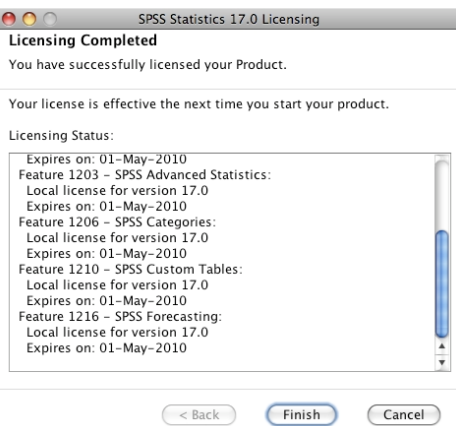 SPSS Statistics 17.0 Licensing
Licensing Completed
You have successfully licensed your Product.
Your license is effective the next time you start your product.
Licensing Status:
Expires on: 01-May-2010
Feature 1203 - SPSS Advanced Statistics:
Local license for version 17.0
Expires on: 01-May-2010
Feature 1206 - SPSS Categories:
Local license for version 17.0
Expires on: 01-May-2010
Feature 1210 - SPSS Custom Tables:
Local license for version 17.0
Expires on: 01-May-2010
Feature 1216 - SPSS Forecasting:
Local license for version 17.0
Expires on: 01-May-2010
< Back Finish Cancel